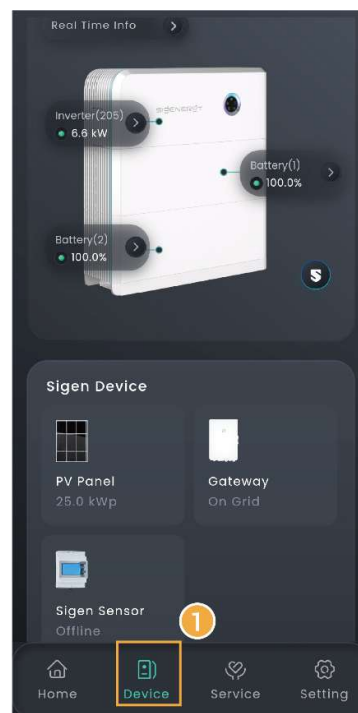 Real Time Info
SIGENERGY
Inverter(205)
6.6 kW
Battery(1)
100.0%
Battery(2)
100.0%
S
Sigen Device
PV Panel
25.0 kWp
Gateway
On Grid
Sigen Sensor
Offline
1
Home
Device
Service
Setting